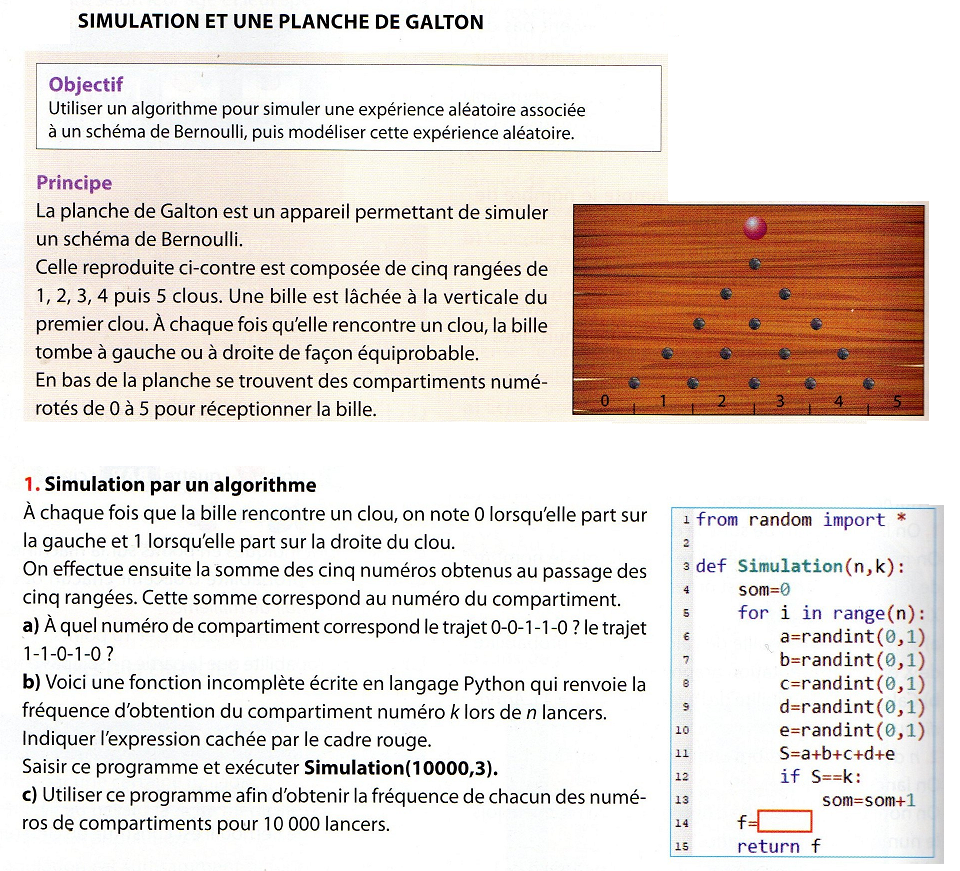 SIMULATION ET UNE PLANCHE DE GALTON
Objectif
Utiliser un algorithme pour simuler une expérience aléatoire associée
à un schéma de Bernoulli, puis modéliser cette expérience aléatoire.
Principe
La planche de Galton est un appareil permettant de simuler
un schéma de Bernoulli.
Celle reproduite ci-contre est composée de cinq rangées de
1, 2, 3, 4 puis 5 clous. Une bille est lâchée à la verticale du
premier clou. À chaque fois qu'elle rencontre un clou, la bille
tombe à gauche ou à droite de façon équiprobable.
En bas de la planche se trouvent des compartiments numé-
rotés de 0 à 5 pour réceptionner la bille.
0 1 2 3 4 5
1. Simulation par un algorithme
À chaque fois que la bille rencontre un clou, on note 0 lorsqu'elle part sur
la gauche et 1 lorsqu'elle part sur la droite du clou.
On effectue ensuite la somme des cinq numéros obtenus au passage des
cinq rangées. Cette somme correspond au numéro du compartiment.
a) À quel numéro de compartiment correspond le trajet 0-0-1-1-0 ? le trajet
1-1-0-1-0 ?
b) Voici une fonction incomplète écrite en langage Python qui renvoie la
fréquence d'obtention du compartiment numéro k lors de n lancers.
Indiquer l'expression cachée par le cadre rouge.
Saisir ce programme et exécuter Simulation(10000,3).
c) Utiliser ce programme afin d'obtenir la fréquence de chacun des numé-
ros de compartiments pour 10 000 lancers.
1 from random import *
2
3 def Simulation(n,k):
4 som=0
5 for i in range(n):
6 a=randint(0,1)
7 b=randint(0,1)
8 c=randint(0,1)
9 d=randint(0,1)
10 e=randint(0,1)
11 S=a+b+c+d+e
12 if S==k:
13 som=som+1
14 f=
15 return f